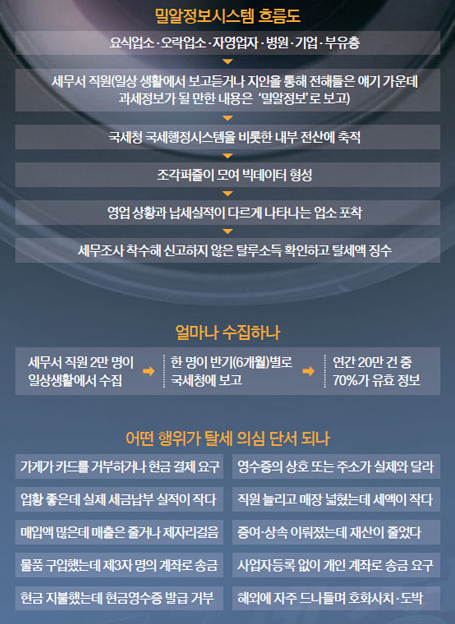 밀알정보시스템 흐름도
요식업소·오락업소·자영업자·병원·기업·부유층
세무서 직원(일상 생활에서 보고듣거나 지인을 통해 전해들은 얘기 가운데
과세정보가 될 만한 내용은 ‘밀알정보’로 보고)
국세청 국세행정시스템을 비롯한 내부 전산에 축적
조각퍼즐이 모여 빅데이터 형성
영업 상황과 납세실적이 다르게 나타나는 업소 포착
세무조사 착수해 신고하지 않은 탈루소득 확인하고 탈세액 징수
얼마나 수집하나
세무서 직원 2만 명이
일상생활에서 수집
한 명이 반기(6개월)별로
국세청에 보고
연간 20만 건 중
70%가 유효 정보
어떤 행위가 탈세 의심 단서 되나
가게가 카드를 거부하거나 현금 결제 요구
영수증의 상호 또는 주소가 실제와 달라
업황 좋은데 실제 세금납부 실적이 작다
직원 늘리고 매장 넓혔는데 세액이 작다
매입액 많은데 매출은 줄거나 제자리걸음
증여·상속 이뤄졌는데 재산이 줄었다
물품 구입했는데 제3자 명의 계좌로 송금
사업자등록 없이 개인 계좌로 송금 요구
현금 지불했는데 현금영수증 발급 거부
해외에 자주 드나들며 호화사치·도박